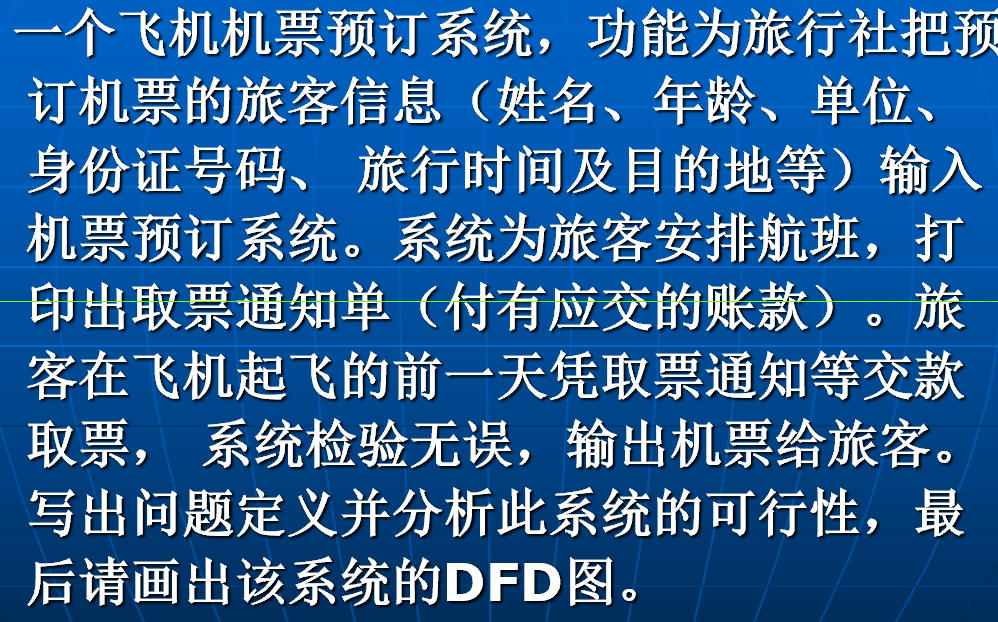 一个飞机机票预订系统，功能为旅行社把预
订机票的旅客信息（姓名、年龄、单位、
身份证号码、 旅行时间及目的地等）输入
机票预订系统。系统为旅客安排航班，打
印出取票通知单（付有应交的账款）。旅
客在飞机起飞的前一天凭取票通知等交款
取票， 系统检验无误，输出机票给旅客。
写出问题定义并分析此系统的可行性，最
后请画出该系统的DFD图。